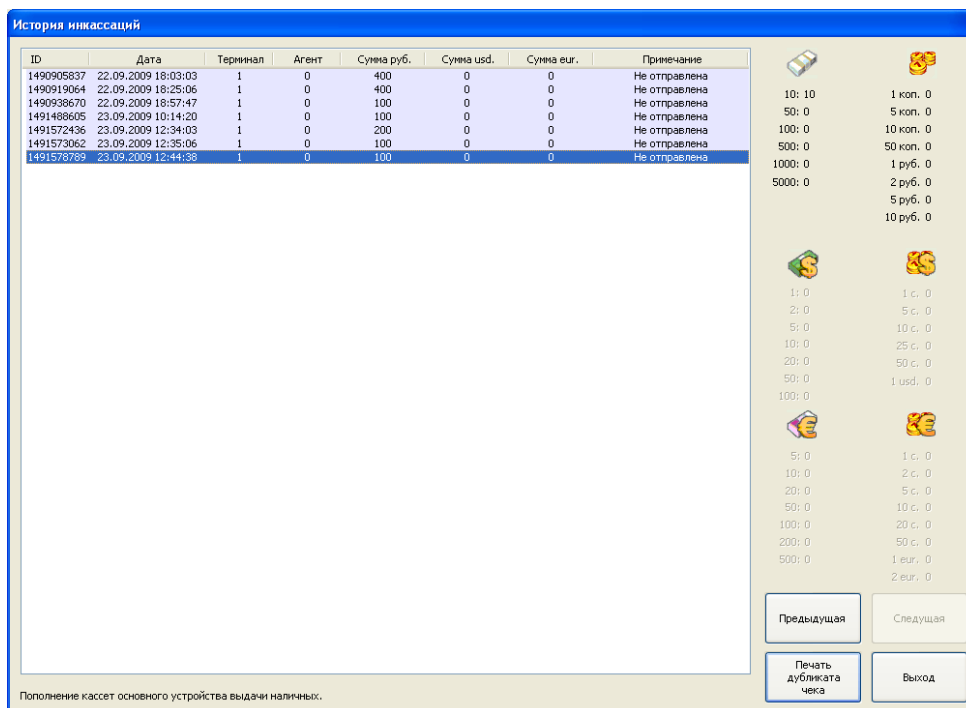 История инкассаций
ID Дата Терминал Агент Сумма руб. Сумма usd. Сумма eur. Примечание
1490905837 22.09.2009 18:03:03 1 0 400 0 0 Не отправлена
1490919064 22.09.2009 18:25:06 1 0 400 0 0 Не отправлена
1490938670 22.09.2009 18:57:47 1 0 100 0 0 Не отправлена
1491488605 23.09.2009 10:14:20 1 0 100 0 0 Не отправлена
1491572436 23.09.2009 12:34:03 1 0 200 0 0 Не отправлена
1491573062 23.09.2009 12:35:06 1 0 100 0 0 Не отправлена
1491578789 23.09.2009 12:44:38 1 0 100 0 0 Не отправлена
10: 10
50: 0
100: 0
500: 0
1000: 0
5000: 0
1 коп. 0
5 коп. 0
10 коп. 0
50 коп. 0
1 руб. 0
2 руб. 0
5 руб. 0
10 руб. 0
1: 0
2: 0
5: 0
10: 0
20: 0
50: 0
100: 0
1 c. 0
5 c. 0
10 c. 0
25 c. 0
50 c. 0
1 usd. 0
5: 0
10: 0
20: 0
50: 0
100: 0
200: 0
500: 0
1 c. 0
2 c. 0
5 c. 0
10 c. 0
20 c. 0
50 c. 0
1 eur. 0
2 eur. 0
Предыдущая
Следущая
Печать
дубликата
чека
Выход
Пополнение кассет основного устройства выдачи наличных.